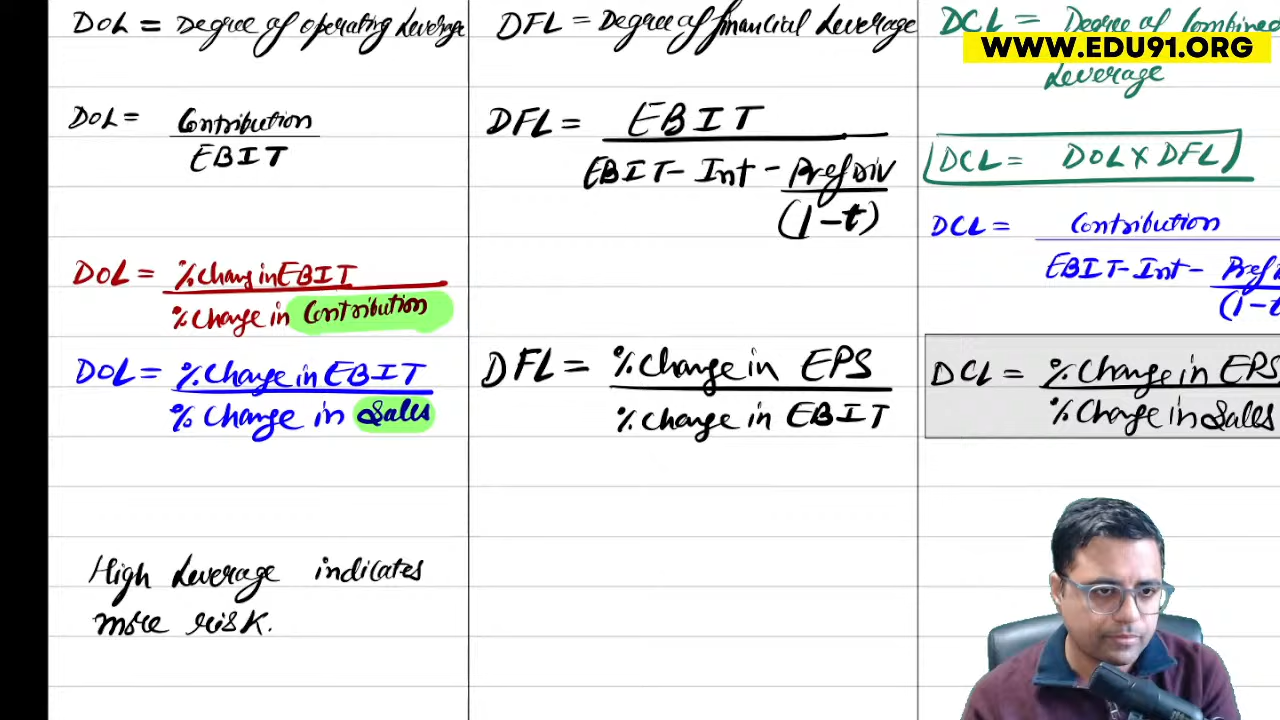 DOL = Degree of operating Leverage
DOL = Contribution
EBIT
DOL = % Chang in EBIT
% Change in Contribution
DOL = % Change in EBIT
% Change in Sales
High Leverage indicates
more risk.
DFL = Degree of financial Leverage
DFL = EBIT
EBIT - Int - Pref Div
(1-t)
DFL = % Change in EPS
% Change in EBIT
DCL = Degree of Combined
WWW.EDU91.ORG
Leverage
DCL = DOL X DFL
DCL = Contribution
EBIT-Int- Pref D
(1-t
DCL = % Change in EPS
% Change in Sales